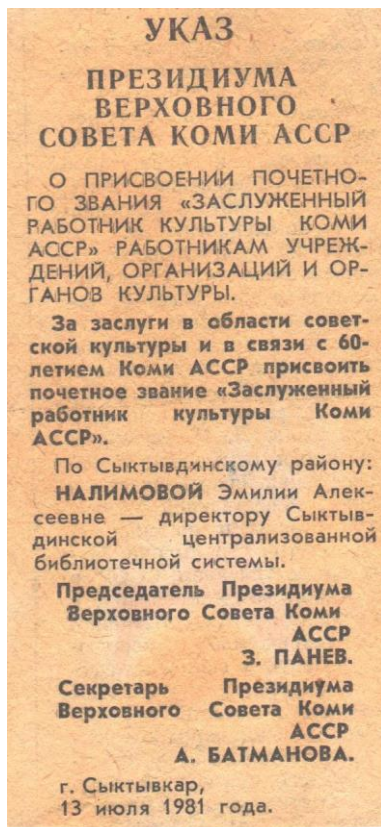 УКАЗ
ПРЕЗИДИУМА
ВЕРХОВНОГО
СОВЕТА КОМИ АССР
О ПРИСВОЕНИИ ПОЧЕТНО-
ГО ЗВАНИЯ «ЗАСЛУЖЕННЫЙ
РАБОТНИК КУЛЬТУРЫ КОМИ
АССР» РАБОТНИКАМ УЧРЕЖ-
ДЕНИЙ, ОРГАНИЗАЦИЙ И ОР-
ГАНОВ КУЛЬТУРЫ.
За заслуги в области совет-
ской культуры и в связи с 60-
летием Коми АССР присвоить
почетное звание «Заслуженный
работник культуры Коми
АССР».
По Сыктывдинскому району:
НАЛИМОВОЙ Эмилии Алек-
сеевне — директору Сыктыв-
динской централизованной
библиотечной системы.
Председатель Президиума
Верховного Совета Коми
АССР
З. ПАНЕВ.
Секретарь Президиума
Верховного Совета Коми
АССР
А. БАТМАНОВА.
г. Сыктывкар,
13 июля 1981 года.